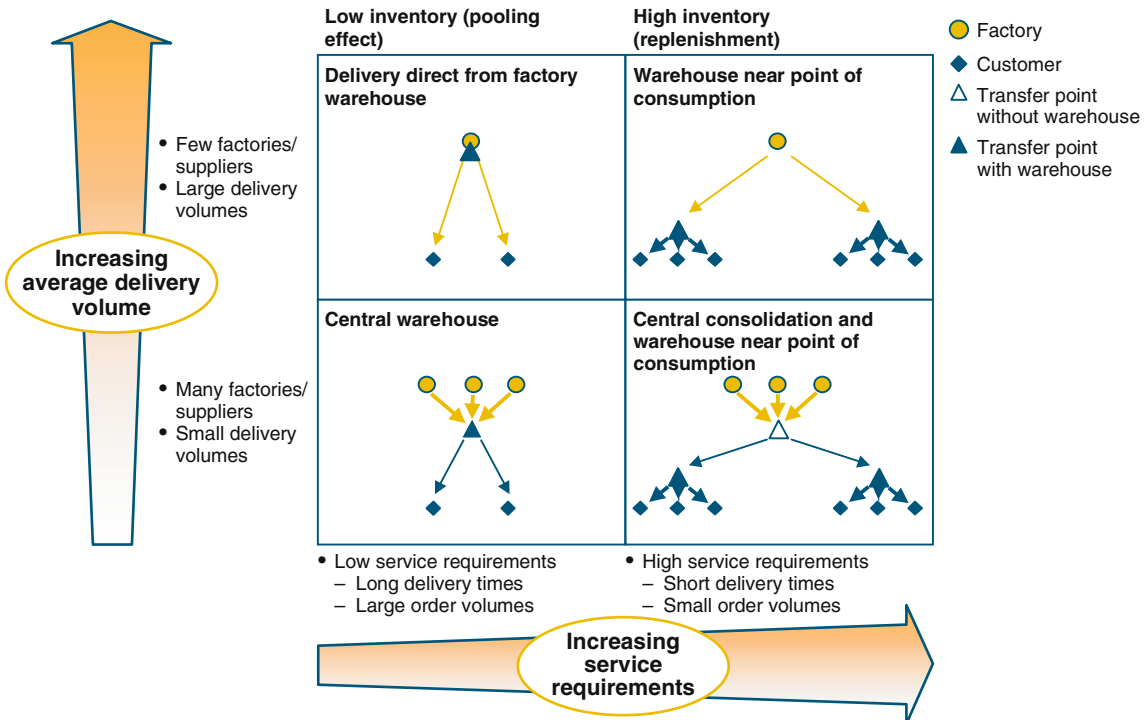 Low inventory (pooling
effect)
High inventory
(replenishment)
Factory
Customer
Transfer point
without warehouse
Transfer point
with warehouse
Delivery direct from factory
warehouse
Warehouse near point of
consumption
• Few factories/
suppliers
• Large delivery
volumes
Increasing
average delivery
volume
Central warehouse
Central consolidation and
warehouse near point of
consumption
• Many factories/
suppliers
• Small delivery
volumes
• Low service requirements
– Long delivery times
– Large order volumes
• High service requirements
– Short delivery times
– Small order volumes
Increasing
service
requirements